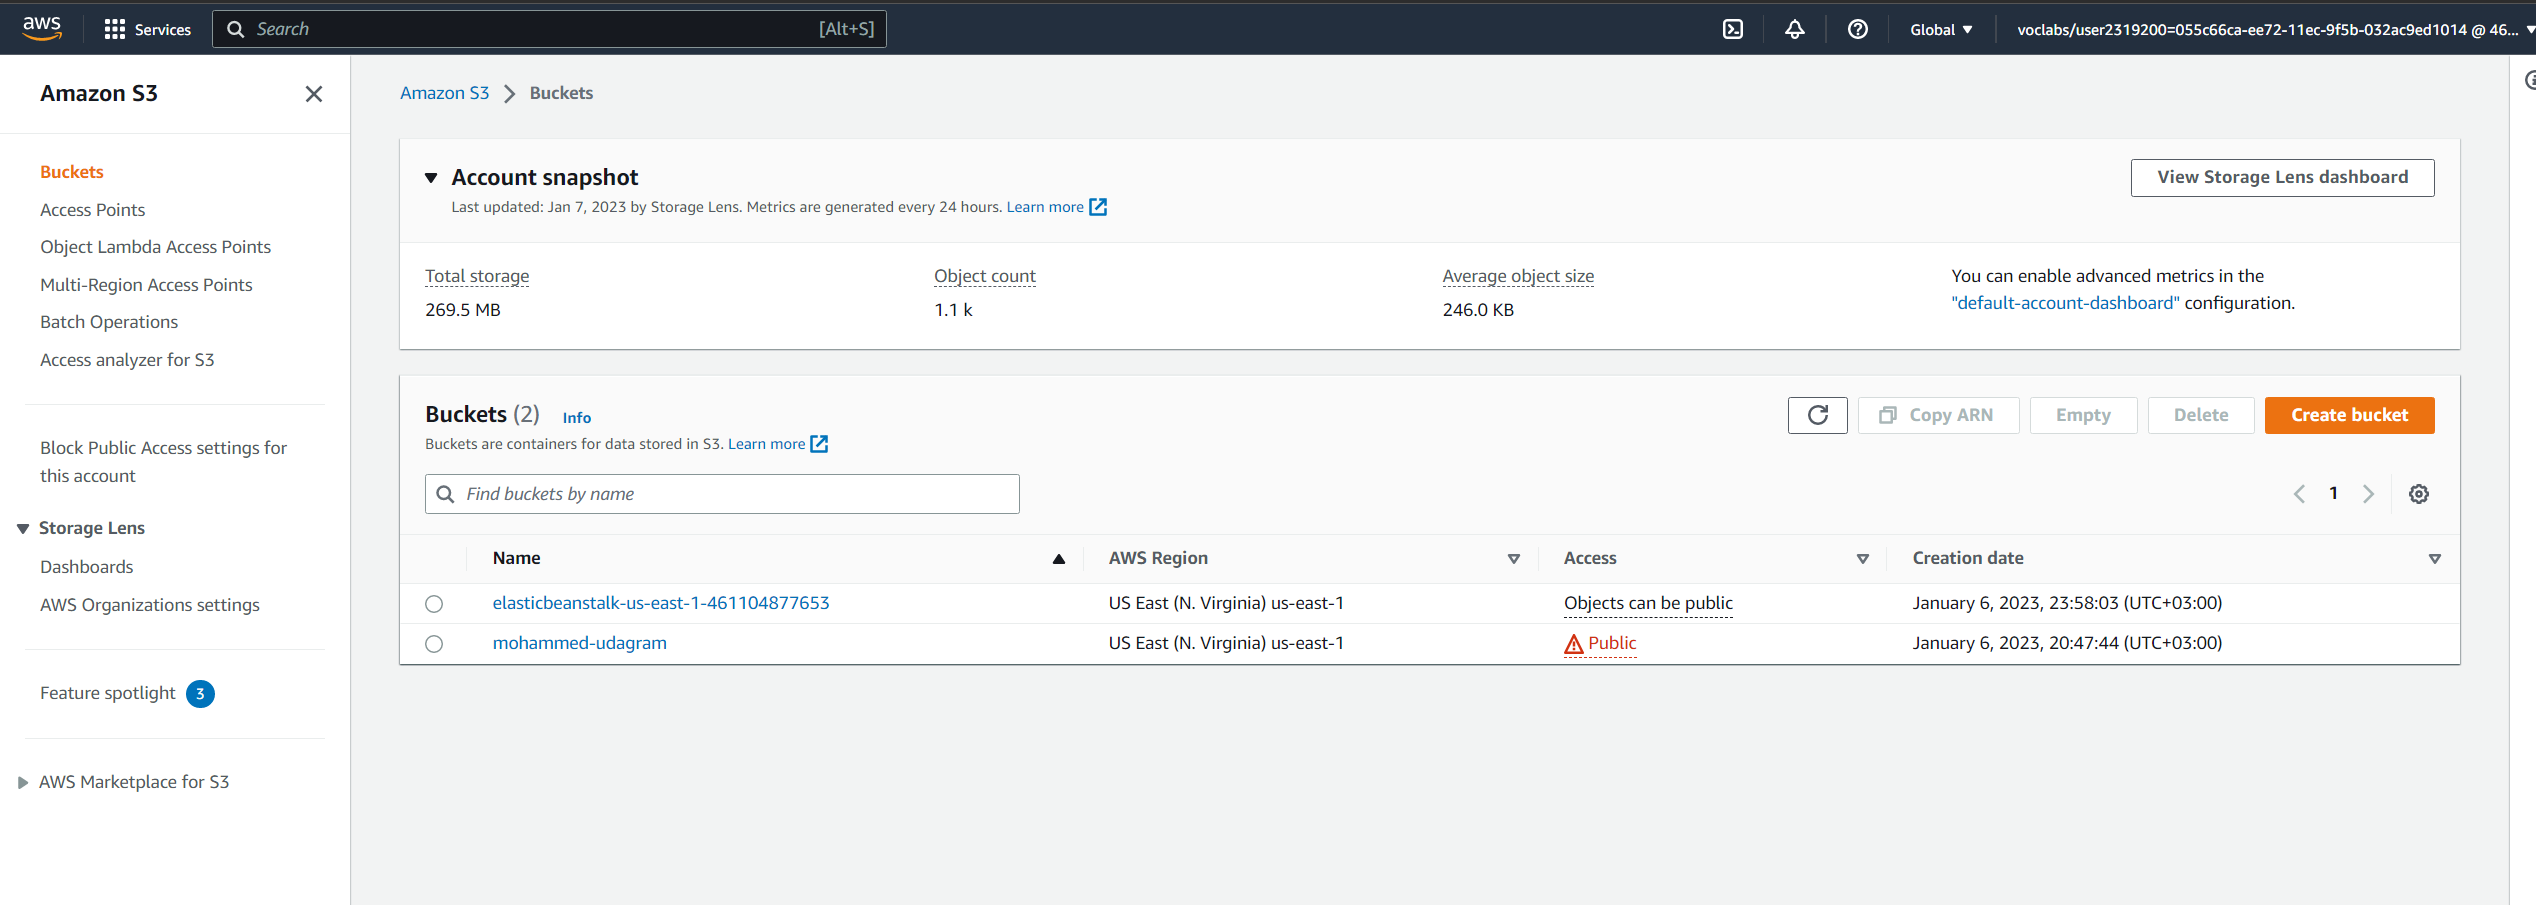 aws
Services
Search
[Alt+S]
Global
voclabs/user2319200=055c66ca-ee72-11ec-9f5b-032ac9ed1014 @ 46...
Amazon S3
Buckets
Access Points
Object Lambda Access Points
Multi-Region Access Points
Batch Operations
Access analyzer for S3
Block Public Access settings for
this account
Storage Lens
Dashboards
AWS Organizations settings
Feature spotlight 3
AWS Marketplace for S3
Amazon S3 > Buckets
Account snapshot
Last updated: Jan 7, 2023 by Storage Lens. Metrics are generated every 24 hours. Learn more
View Storage Lens dashboard
Total storage
269.5 MB
Object count
1.1 k
Average object size
246.0 KB
You can enable advanced metrics in the
"default-account-dashboard" configuration.
Buckets (2) Info
Buckets are containers for data stored in S3. Learn more
Copy ARN
Empty
Delete
Create bucket
Find buckets by name
1
Name AWS Region Access Creation date
elasticbeanstalk-us-east-1-461104877653 US East (N. Virginia) us-east-1 Objects can be public January 6, 2023, 23:58:03 (UTC+03:00)
mohammed-udagram US East (N. Virginia) us-east-1 Public January 6, 2023, 20:47:44 (UTC+03:00)